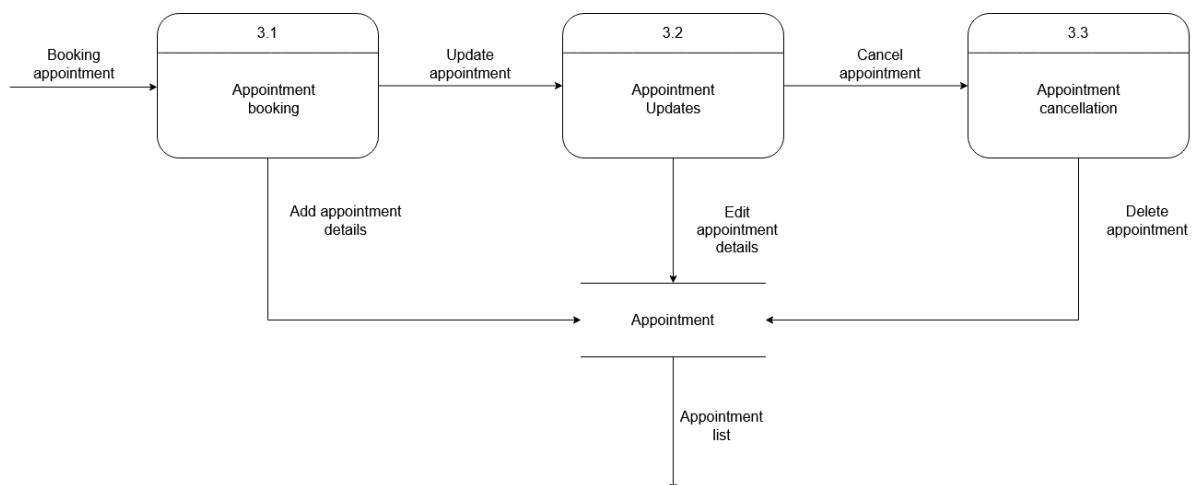 3.1
3.2
3.3
Booking
appointment
Appointment
booking
Update
appointment
Appointment
Updates
Cancel
appointment
Appointment
cancellation
Add appointment
details
Edit
appointment
details
Delete
appointment
Appointment
Appointment
list